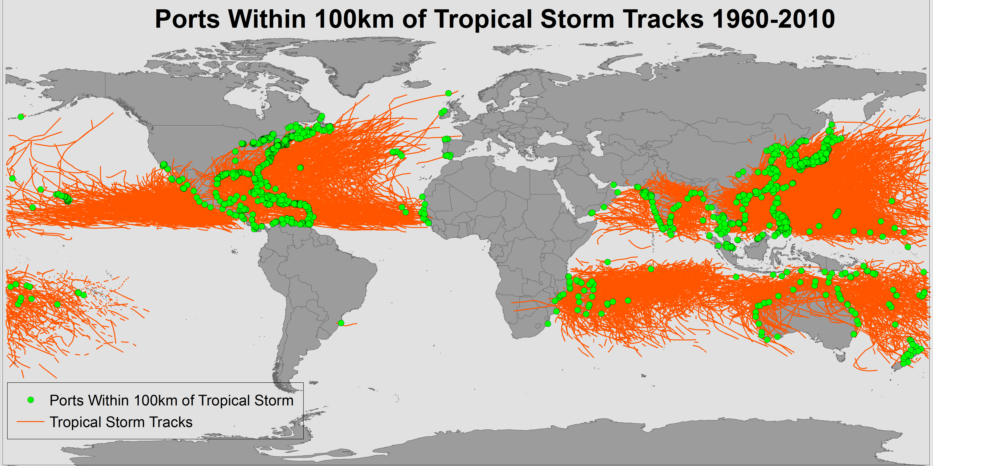 Ports Within 100km of Tropical Storm Tracks 1960-2010
Ports Within 100km of Tropical Storm
Tropical Storm Tracks